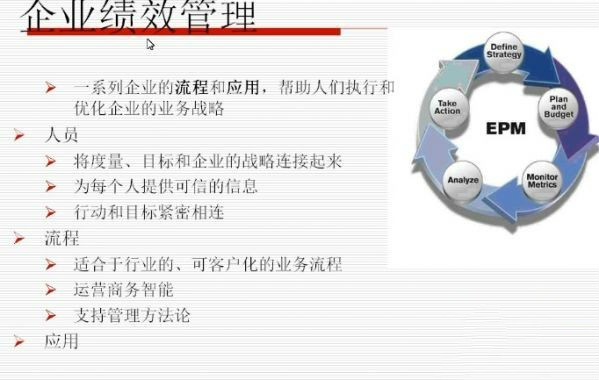 企业绩效管理
一系列企业的流程和应用，帮助人们执行和
优化企业的业务战略
人员
将度量、目标和企业的战略连接起来
为每个人提供可信的信息
行动和目标紧密相连
流程
适合于行业的、可客户化的业务流程
运营商务智能
支持管理方法论
应用
Define
Strategy
Plan
and
Budget
Monitor
Metrics
Analyze
Take
Action
EPM